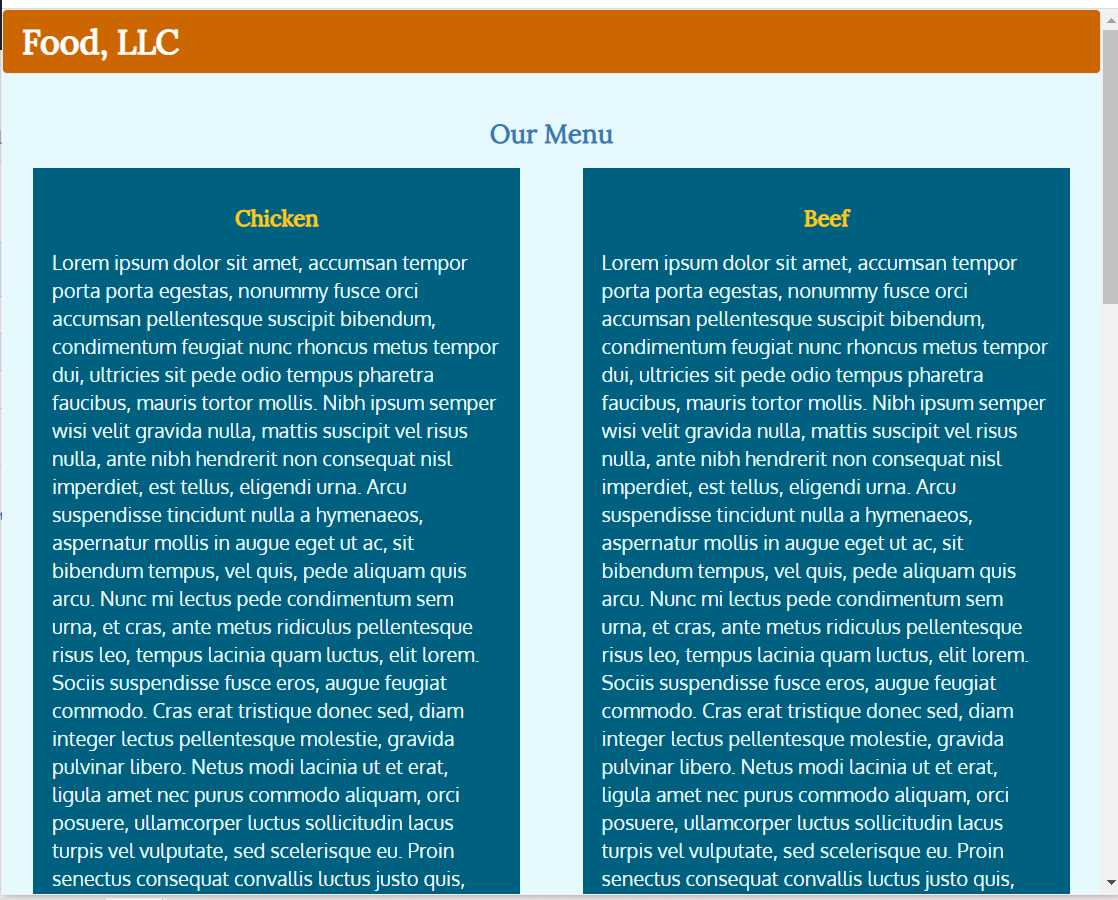 Food, LLC
Our Menu
Chicken
Lorem ipsum dolor sit amet, accumsan tempor
porta porta egestas, nonummy fusce orci
accumsan pellentesque suscipit bibendum,
condimentum feugiat nunc rhoncus metus tempor
dui, ultricies sit pede odio tempus pharetra
faucibus, mauris tortor mollis. Nibh ipsum semper
wisi velit gravida nulla, mattis suscipit vel risus
nulla, ante nibh hendrerit non consequat nisl
imperdiet, est tellus, eligendi urna. Arcu
suspendisse tincidunt nulla a hymenaeos,
aspernatur mollis in augue eget ut ac, sit
bibendum tempus, vel quis, pede aliquam quis
arcu. Nunc mi lectus pede condimentum sem
urna, et cras, ante metus ridiculus pellentesque
risus leo, tempus lacinia quam luctus, elit lorem.
Sociis suspendisse fusce eros, augue feugiat
commodo. Cras erat tristique donec sed, diam
integer lectus pellentesque molestie, gravida
pulvinar libero. Netus modi lacinia ut et erat,
ligula amet nec purus commodo aliquam, orci
posuere, ullamcorper luctus sollicitudin lacus
turpis vel vulputate, sed scelerisque eu. Proin
senectus consequat convallis luctus justo quis,
Beef
Lorem ipsum dolor sit amet, accumsan tempor
porta porta egestas, nonummy fusce orci
accumsan pellentesque suscipit bibendum,
condimentum feugiat nunc rhoncus metus tempor
dui, ultricies sit pede odio tempus pharetra
faucibus, mauris tortor mollis. Nibh ipsum semper
wisi velit gravida nulla, mattis suscipit vel risus
nulla, ante nibh hendrerit non consequat nisl
imperdiet, est tellus, eligendi urna. Arcu
suspendisse tincidunt nulla a hymenaeos,
aspernatur mollis in augue eget ut ac, sit
bibendum tempus, vel quis, pede aliquam quis
arcu. Nunc mi lectus pede condimentum sem
urna, et cras, ante metus ridiculus pellentesque
risus leo, tempus lacinia quam luctus, elit lorem.
Sociis suspendisse fusce eros, augue feugiat
commodo. Cras erat tristique donec sed, diam
integer lectus pellentesque molestie, gravida
pulvinar libero. Netus modi lacinia ut et erat,
ligula amet nec purus commodo aliquam, orci
posuere, ullamcorper luctus sollicitudin lacus
turpis vel vulputate, sed scelerisque eu. Proin
senectus consequat convallis luctus justo quis,